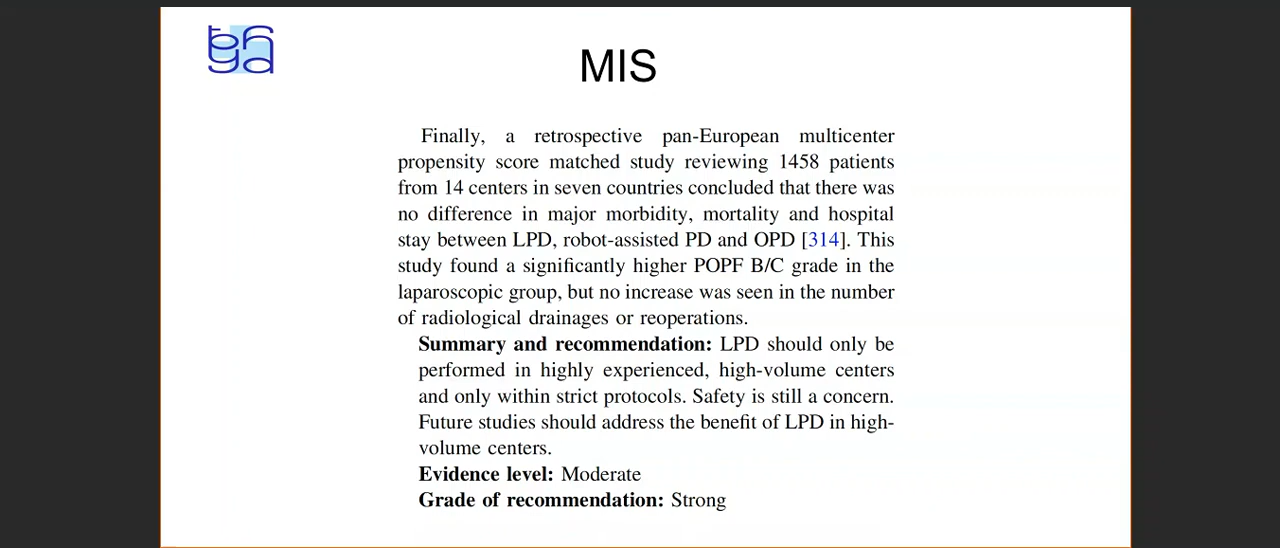 MIS
Finally, a retrospective pan-European multicenter
propensity score matched study reviewing 1458 patients
from 14 centers in seven countries concluded that there was
no difference in major morbidity, mortality and hospital
stay between LPD, robot-assisted PD and OPD [314]. This
study found a significantly higher POPF B/C grade in the
laparoscopic group, but no increase was seen in the number
of radiological drainages or reoperations.
Summary and recommendation: LPD should only be
performed in highly experienced, high-volume centers
and only within strict protocols. Safety is still a concern.
Future studies should address the benefit of LPD in high-
volume centers.
Evidence level: Moderate
Grade of recommendation: Strong